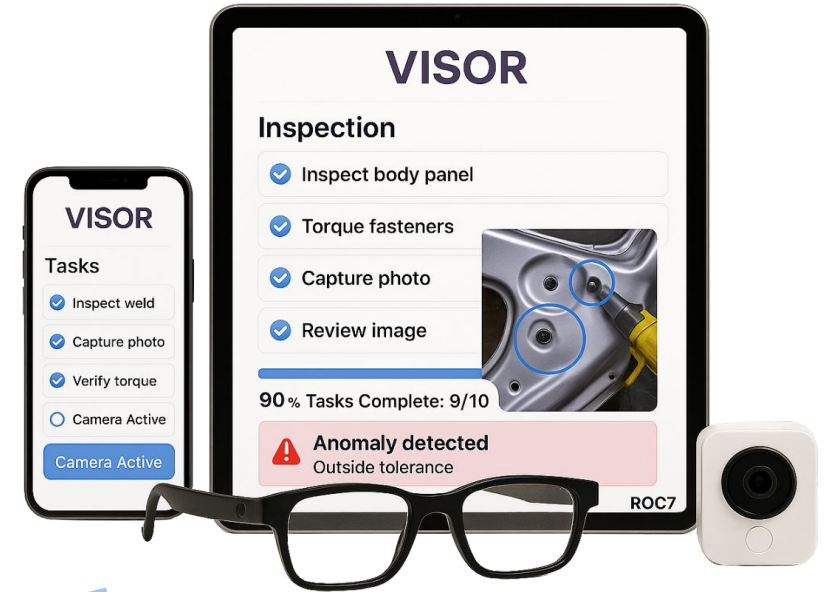 VISOR
Inspection
Inspect body panel
Torque fasteners
Capture photo
Review image
90 % Tasks Complete: 9/10
Anomaly detected
Outside tolerance
ROC7
VISOR
Tasks
Inspect weld
Capture photo
Verify torque
Camera Active
Camera Active